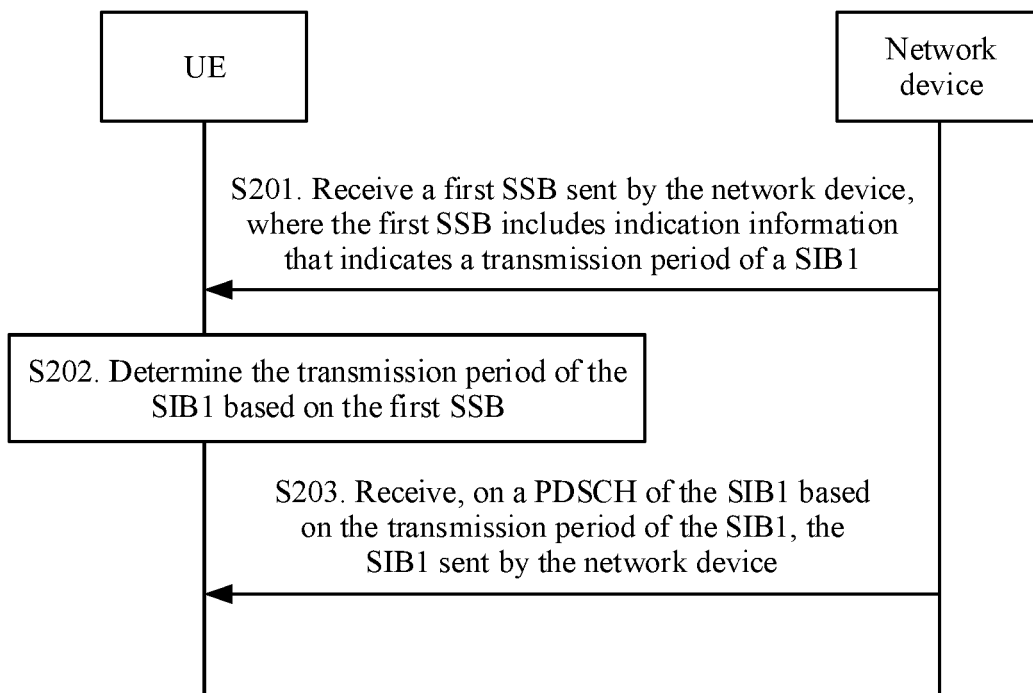 UE
Network
device
S201. Receive a first SSB sent by the network device,
where the first SSB includes indication information
that indicates a transmission period of a SIB1
S202. Determine the transmission period of the
SIB1 based on the first SSB
S203. Receive, on a PDSCH of the SIB1 based
on the transmission period of the SIB1, the
SIB1 sent by the network device